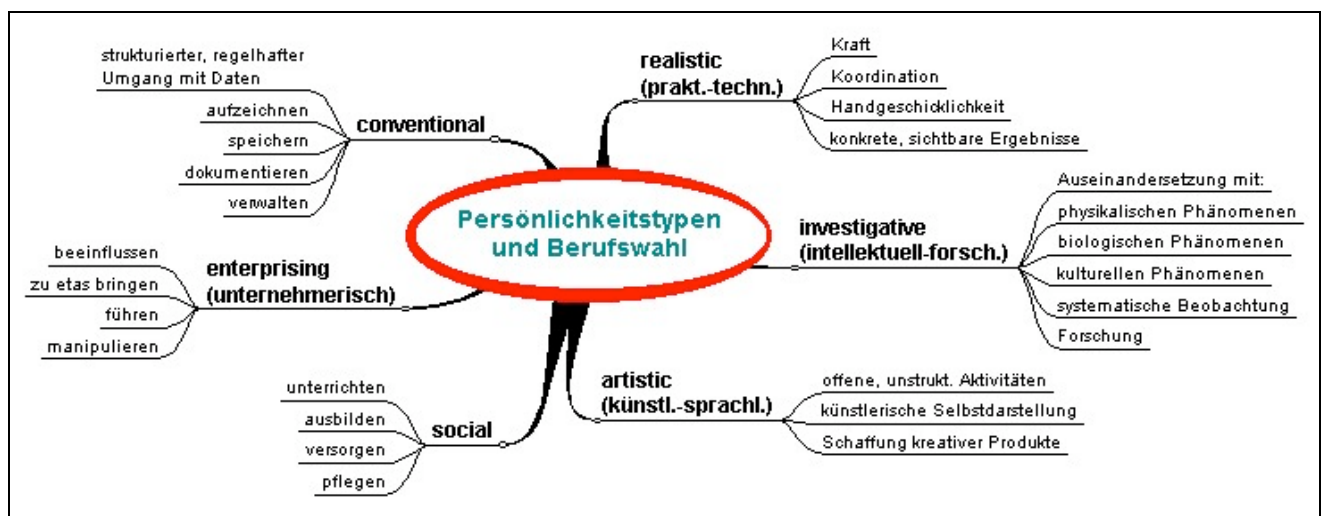 Persönlichkeitstypen
und Berufswahl
realistic
(prakt.-techn.)
Kraft
Koordination
Handgeschicklichkeit
konkrete, sichtbare Ergebnisse
investigative
(intellektuell-forsch.)
Auseinandersetzung mit:
physikalischen Phänomenen
biologischen Phänomenen
kulturellen Phänomenen
systematische Beobachtung
Forschung
artistic
(künstl.-sprachl.)
offene, unstrukt. Aktivitäten
künstlerische Selbstdarstellung
Schaffung kreativer Produkte
social
unterrichten
ausbilden
versorgen
pflegen
enterprising
(unternehmerisch)
beeinflussen
zu etas bringen
führen
manipulieren
conventional
strukturierter, regelhafter
Umgang mit Daten
aufzeichnen
speichern
dokumentieren
verwalten